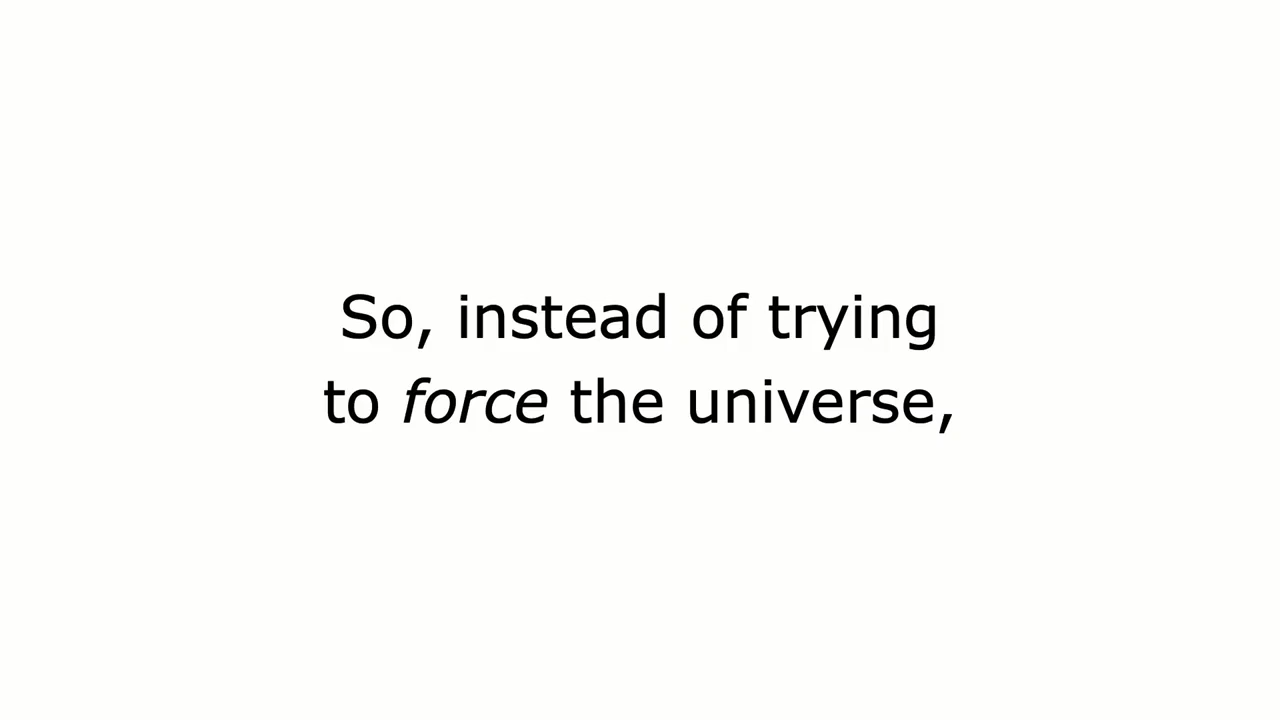 So, instead of trying
to force the universe,